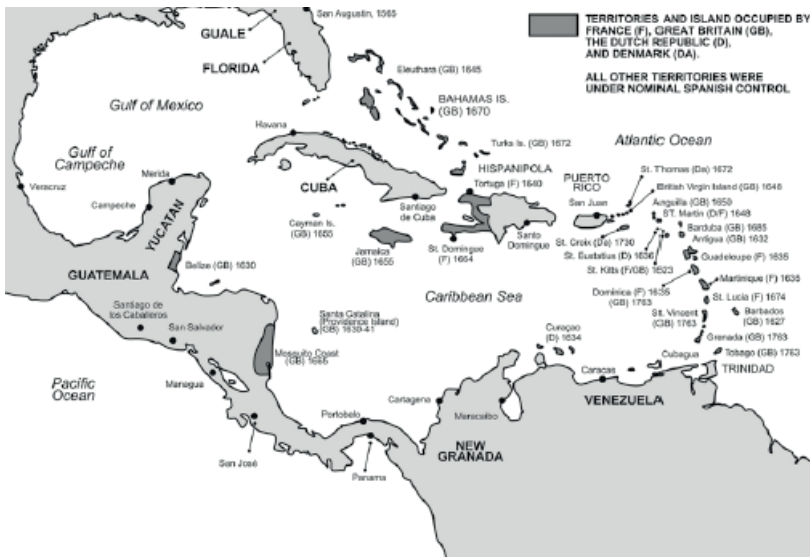 San Augustin, 1565
GUALE
FLORIDA
TERRITORIES AND ISLAND OCCUPIED BY
FRANCE (F), GREAT BRITAIN (GB),
THE DUTCH REPUBLIC (D),
AND DENMARK (DA).
ALL OTHER TERRITORIES WERE
UNDER NOMINAL SPANISH CONTROL
Eleuthara (GB) 1645
BAHAMAS IS.
(GB) 1670
Gulf of Mexico
Gulf of
Campeche
Atlantic Ocean
Havana
Turks Is. (GB) 1672
HISPANIPOLA
Tortuga (F) 1640
PUERTO
RICO
San Juan
St. Thomas (Da) 1672
British Virgin Island (GB) 1646
Anguilla (GB) 1650
ST. Martin (D/F) 1648
Barduba (GB) 1685
Antigua (GB) 1632
Guadeloupe (F) 1635
Martinique (F) 1635
St. Lucia (F) 1674
Barbados
(GB) 1627
Grenada (GB) 1763
Tobago (GB) 1763
TRINIDAD
Veracruz
Merida
Campeche
YUCATAN
CUBA
Santiago
de Cuba
Cayman Is.
(GB) 1655
Jamaica
(GB) 1655
St. Domingue (F)
Santo
Domingue
St. Croix (Da) 1730
St. Eustatius (D) 1636
St. Kitts (F/GB) 1623
Dominica (F) 1635
(GB) 1763
St. Vincent
(GB) 1763
GUATEMALA
Belize (GB) 1630
Caribbean Sea
Santiago de
los Caballeros
San Salvador
Santa Catalina
(Providence Island)
(GB) 1630-41
Mosquito Coast
(GB) 1655
Curaçao
(D) 1634
Cubagua
Pacific
Ocean
Managua
San José
Portobelo
Panama
Cartagena
Maracaibo
Caracas
VENEZUELA
NEW
GRANADA